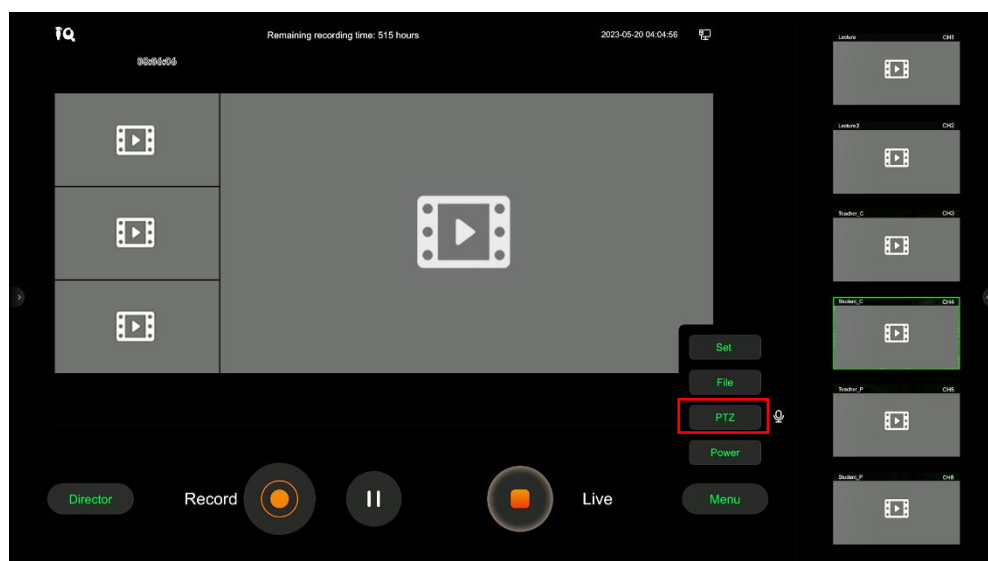 IQ
Remaining recording time: 515 hours
2023-05-20 04:04:56
00:06:06
Set
File
PTZ
Power
Director
Record
Live
Menu
Lecture CH1
Lecture2 CH2
Teacher_C CH3
Student_C CH4
Teacher_P CH5
Student_P CH6